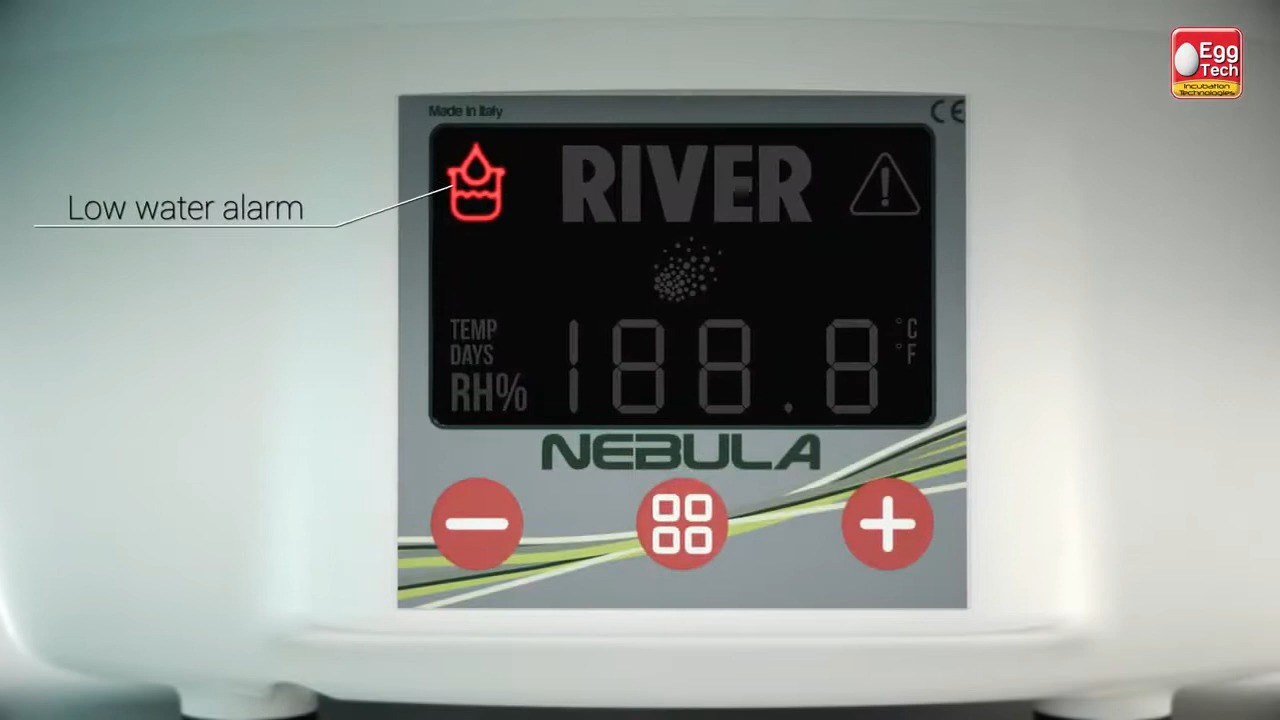 Egg
Tech
Incubation
Technologies
Made in Italy
CE
RIVER
Low water alarm
TEMP
DAYS
RH%
188.8
°C
°F
NEBULA